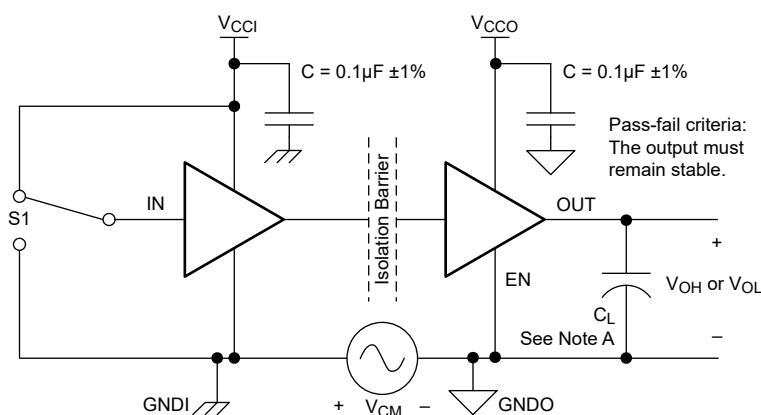 VCCI
VCCO
C = 0.1µF ±1%
C = 0.1µF ±1%
Pass-fail criteria:
The output must
remain stable.
Isolation Barrier
S1
IN
OUT
EN
+
VOH or VOL
–
CL
See Note A
GNDI
+ VCM –
GNDO